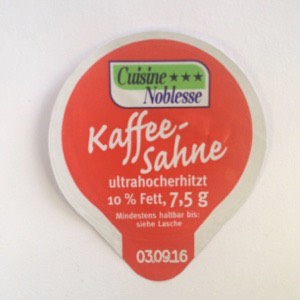 Cuisine ★★★
Noblesse
Kaffee-
Sahne
ultrahocherhitzt
10 % Fett, 7,5 g
Mindestens haltbar bis:
siehe Lasche
03.09.16